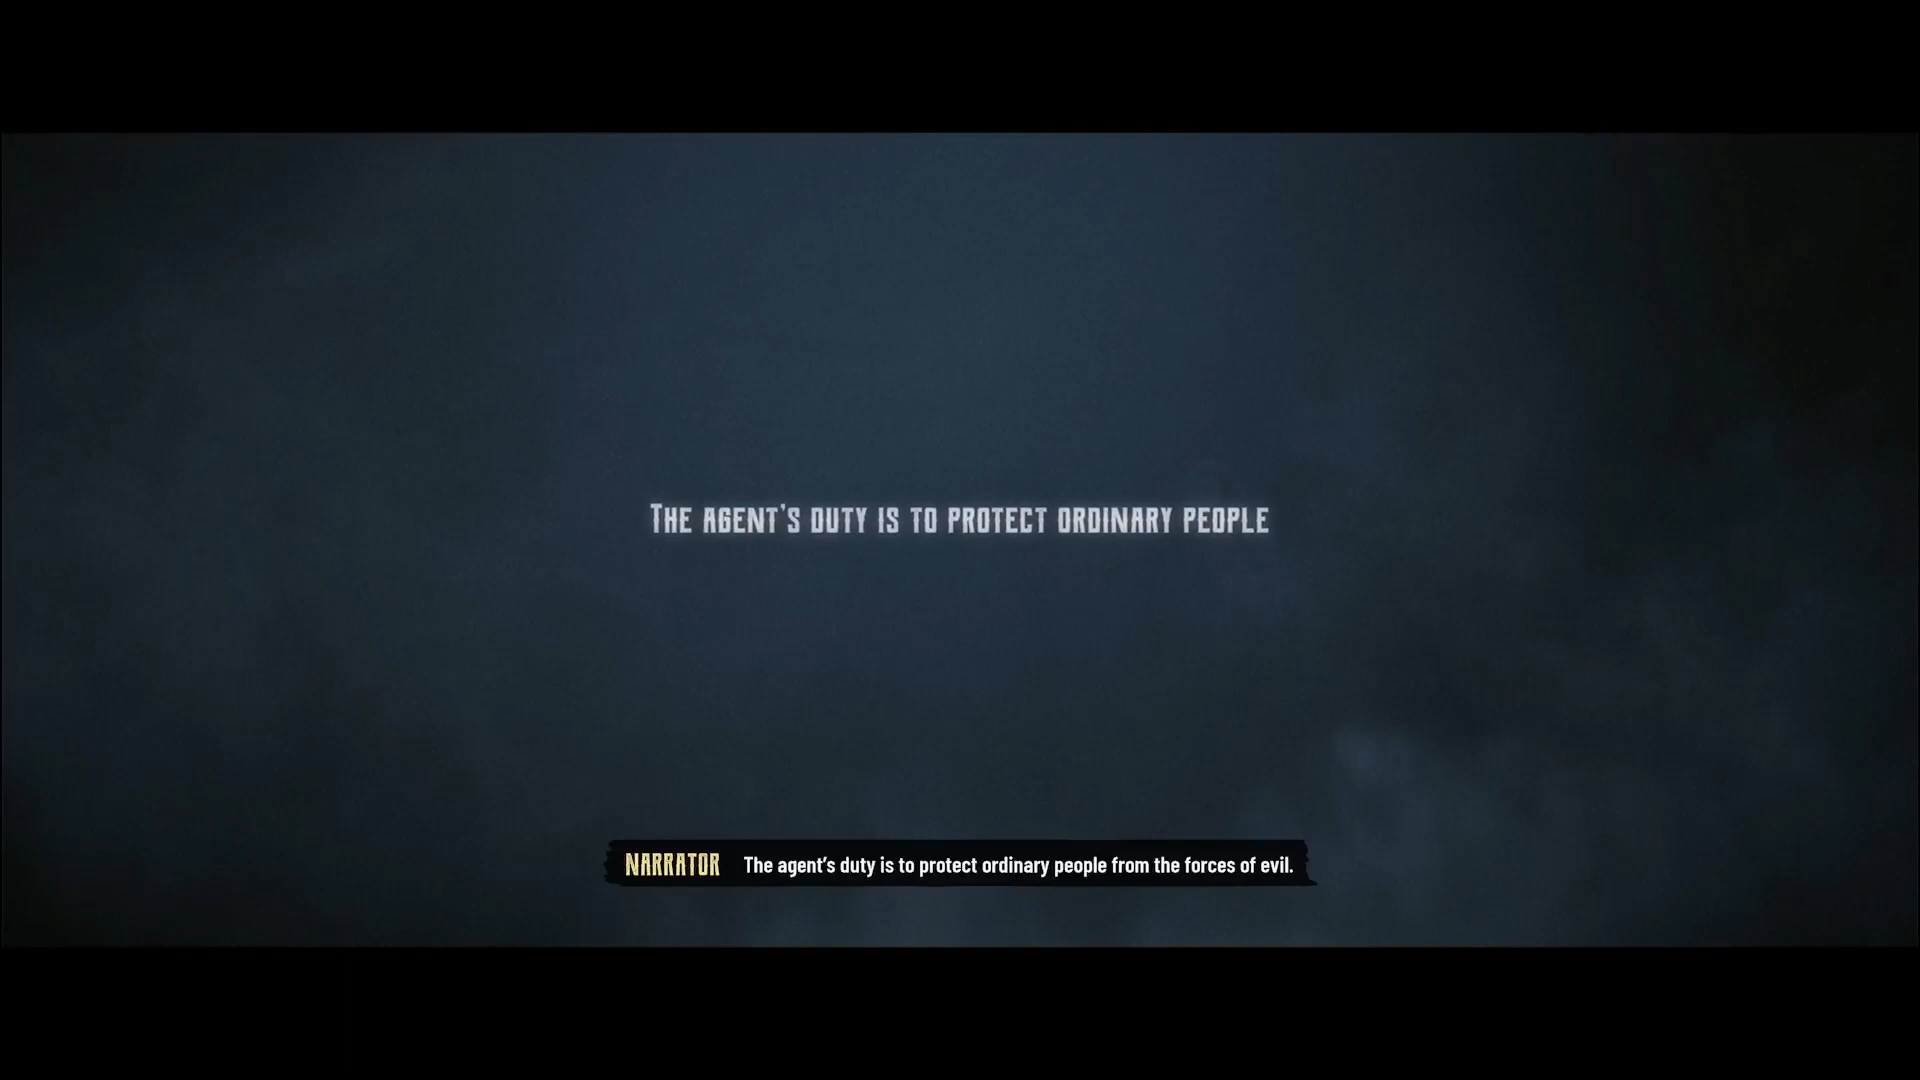 THE AGENT'S DUTY IS TO PROTECT ORDINARY PEOPLE
NARRATOR The agent's duty is to protect ordinary people from the forces of evil.